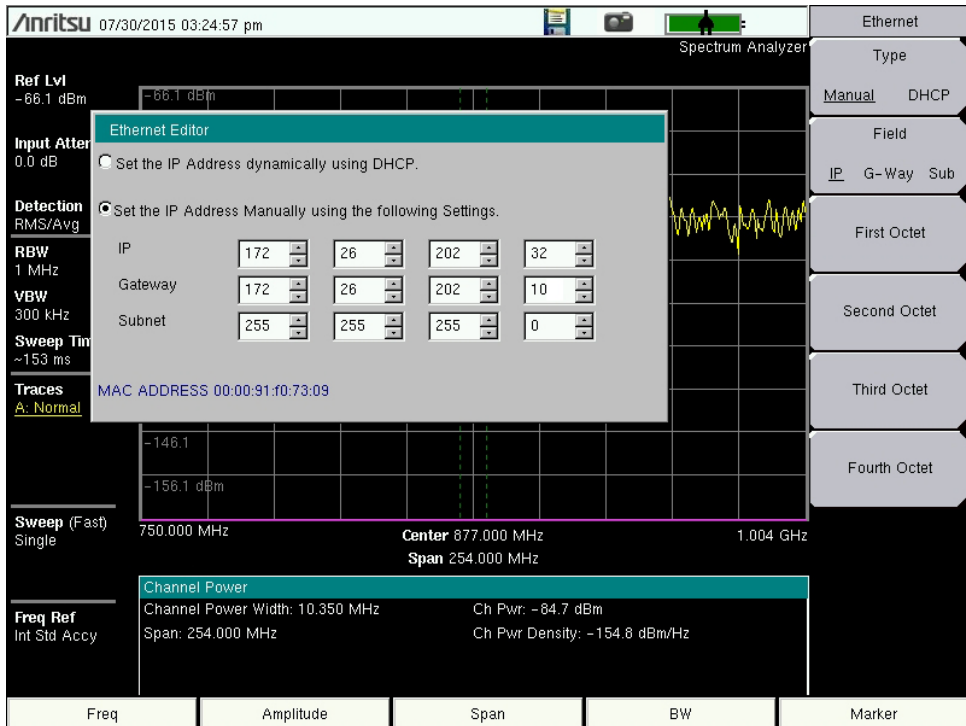 Anritsu 07/30/2015 03:24:57 pm
Spectrum Analyzer
Ref Lvl
-66.1 dBm
Input Atten
0.0 dB
Detection
RMS/Avg
RBW
1 MHz
VBW
300 kHz
Sweep Tim
~153 ms
Traces
A: Normal
Sweep (Fast)
Single
Freq Ref
Int Std Accy
-66.1 dBm
Ethernet Editor
Set the IP Address dynamically using DHCP.
Set the IP Address Manually using the following Settings.
IP 172 26 202 32
Gateway 172 26 202 10
Subnet 255 255 255 0
MAC ADDRESS 00:00:91:f0:73:09
-146.1
-156.1 dBm
750.000 MHz Center 877.000 MHz 1.004 GHz
Span 254.000 MHz
Channel Power
Channel Power Width: 10.350 MHz Ch Pwr: -84.7 dBm
Span: 254.000 MHz Ch Pwr Density: -154.8 dBm/Hz
Ethernet
Type
Manual DHCP
Field
IP G-Way Sub
First Octet
Second Octet
Third Octet
Fourth Octet
Freq Amplitude Span BW Marker